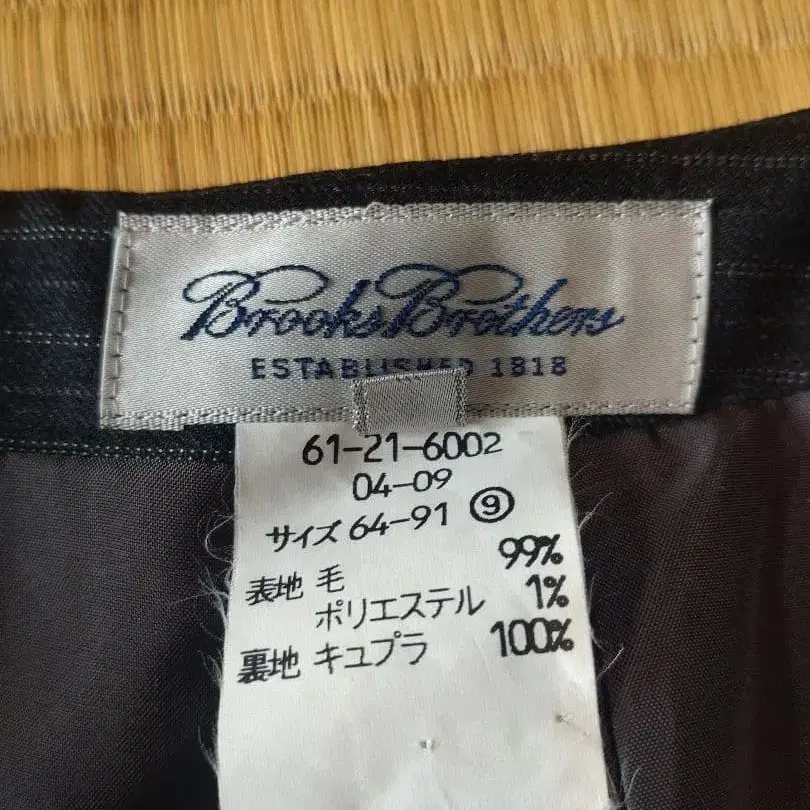 Brooks Brothers
ESTABLISHED 1818
61-21-6002
04-09
サイズ 64-91 ⑨
表地 毛 99%
ポリエステル 1%
裏地 キュプラ 100%